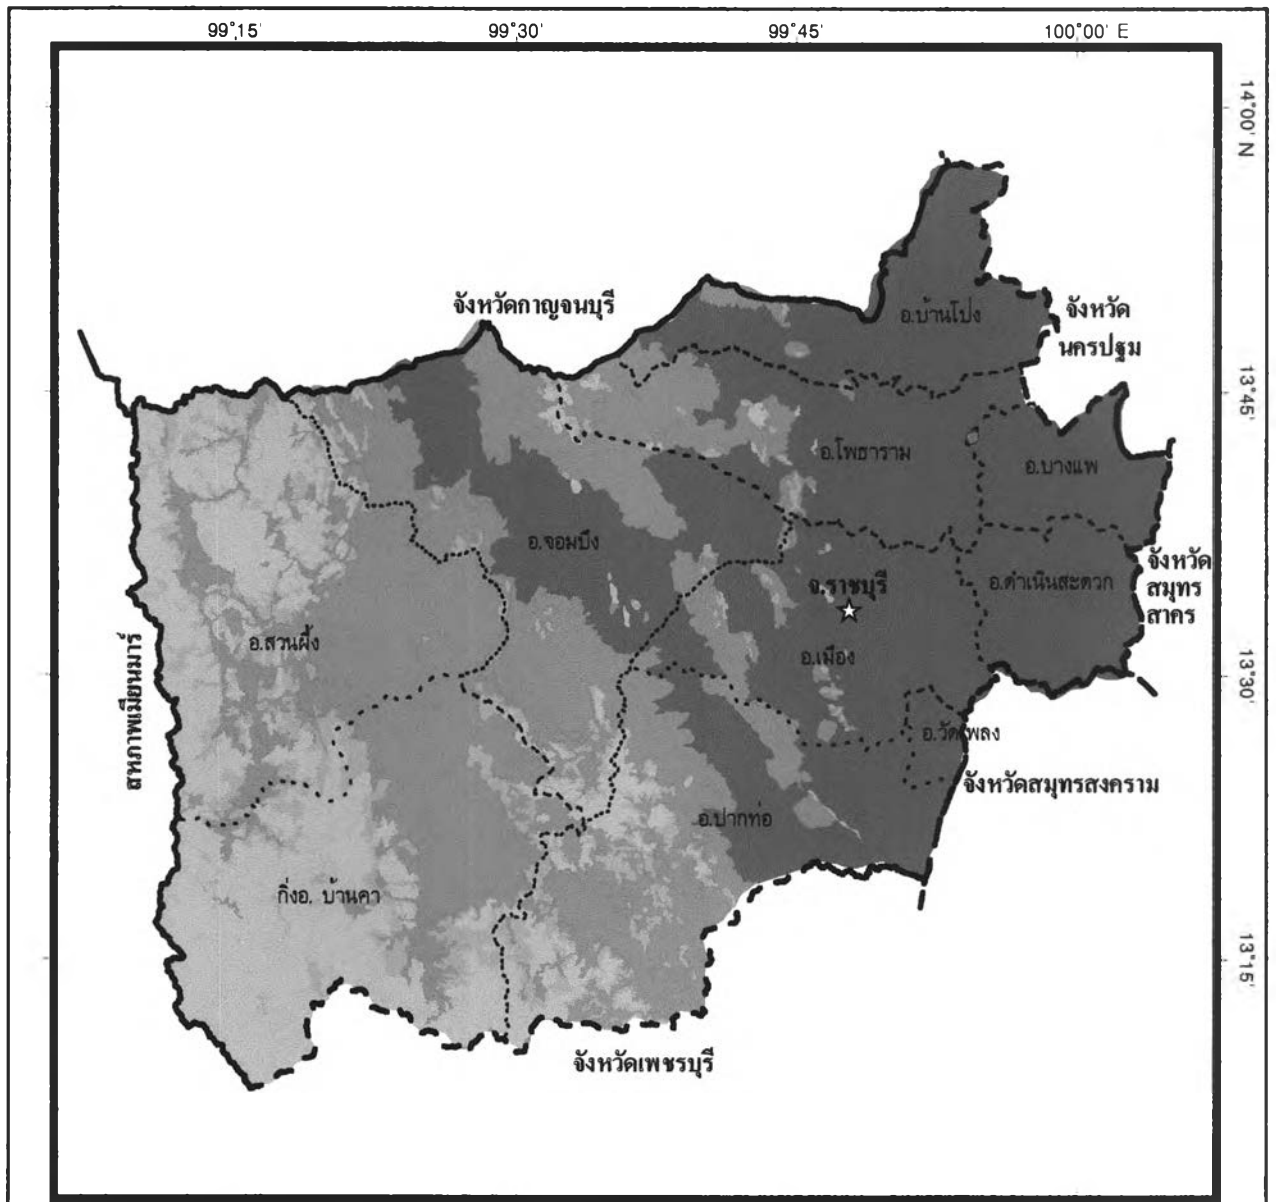 99°15' 99°30' 99°45' 100°00' E
14°00' N
จังหวัดกาญจนบุรี
อ.บ้านโป่ง
จังหวัด
นครปฐม
13°45'
อ.โพธาราม
อ.บางแพ
อ.จอมบึง
จ.ราชบุรี
อ.ดำเนินสะดวก
จังหวัด
สมุทร
สาคร
อ.สวนผึ้ง
อ.เมือง
สหภาพเมียนมาร์
13°30'
อ.วัดเพลง
จังหวัดสมุทรสงคราม
อ.ปากท่อ
กิ่งอ. บ้านคา
13°15'
จังหวัดเพชรบุรี